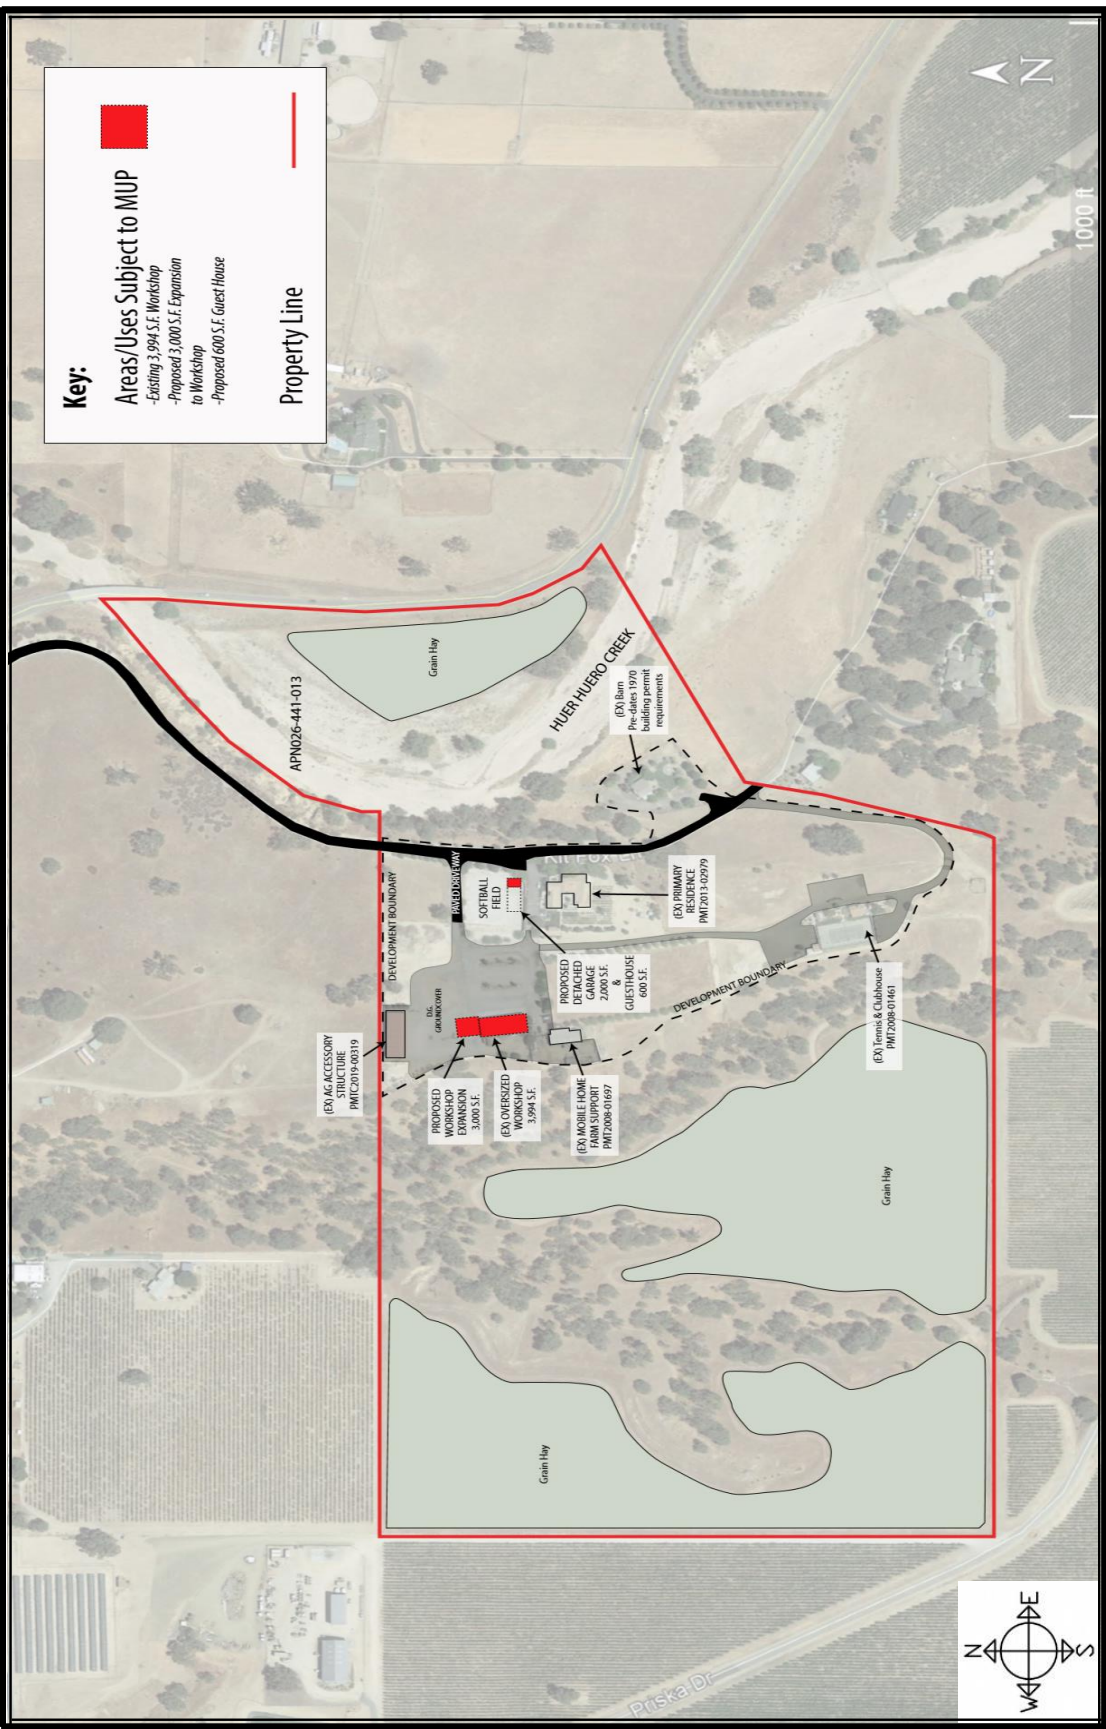 Key:
Areas/Uses Subject to MUP
-Existing 3,994 S.F. Workshop
-Proposed 3,000 S.F. Expansion
to Workshop
-Proposed 600 S.F. Guest House
Property Line
N
1000 ft
APN026-441-013
Grain Hay
HUER HUERO CREEK
(EX) Barn
Pre-dates 1970
building permit
requirements
DEVELOPMENT BOUNDARY
PAVED DRIVEWAY
SOFTBALL
FIELD
Kit Fox Ln
(EX) PRIMARY
RESIDENCE
PMT2013-02979
(EX) AG ACCESSORY
STRUCTURE
PMTC2019-00319
D.G.
GROUNDCOVER
PROPOSED
DETACHED
GARAGE
2,000 S.F.
&
GUESTHOUSE
600 S.F.
DEVELOPMENT BOUNDARY
PROPOSED
WORKSHOP
EXPANSION
3,000 S.F.
(EX) OVERSIZED
WORKSHOP
3,994 S.F.
(EX) MOBILE HOME
FARM SUPPORT
PMT2008-01697
(EX) Tennis & Clubhouse
PMT2008-01461
Grain Hay
Grain Hay
Priska Dr
N
W
E
S